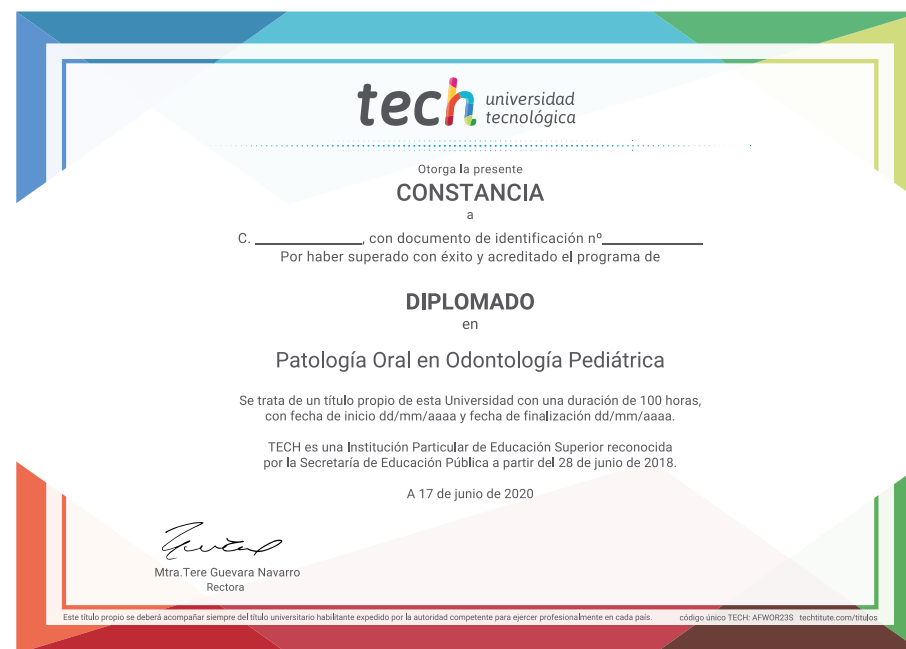 tech universidad
tecnológica
Otorga la presente
CONSTANCIA
a
C. ____________, con documento de identificación nº____________
Por haber superado con éxito y acreditado el programa de
DIPLOMADO
en
Patología Oral en Odontología Pediátrica
Se trata de un título propio de esta Universidad con una duración de 100 horas,
con fecha de inicio dd/mm/aaaa y fecha de finalización dd/mm/aaaa.
TECH es una Institución Particular de Educación Superior reconocida
por la Secretaría de Educación Pública a partir del 28 de junio de 2018.
A 17 de junio de 2020
Mtra.Tere Guevara Navarro
Rectora
Este título propio se deberá acompañar siempre del título universitario habilitante expedido por la autoridad competente para ejercer profesionalmente en cada país. código único TECH: AFWOR23S techtitute.com/titulos